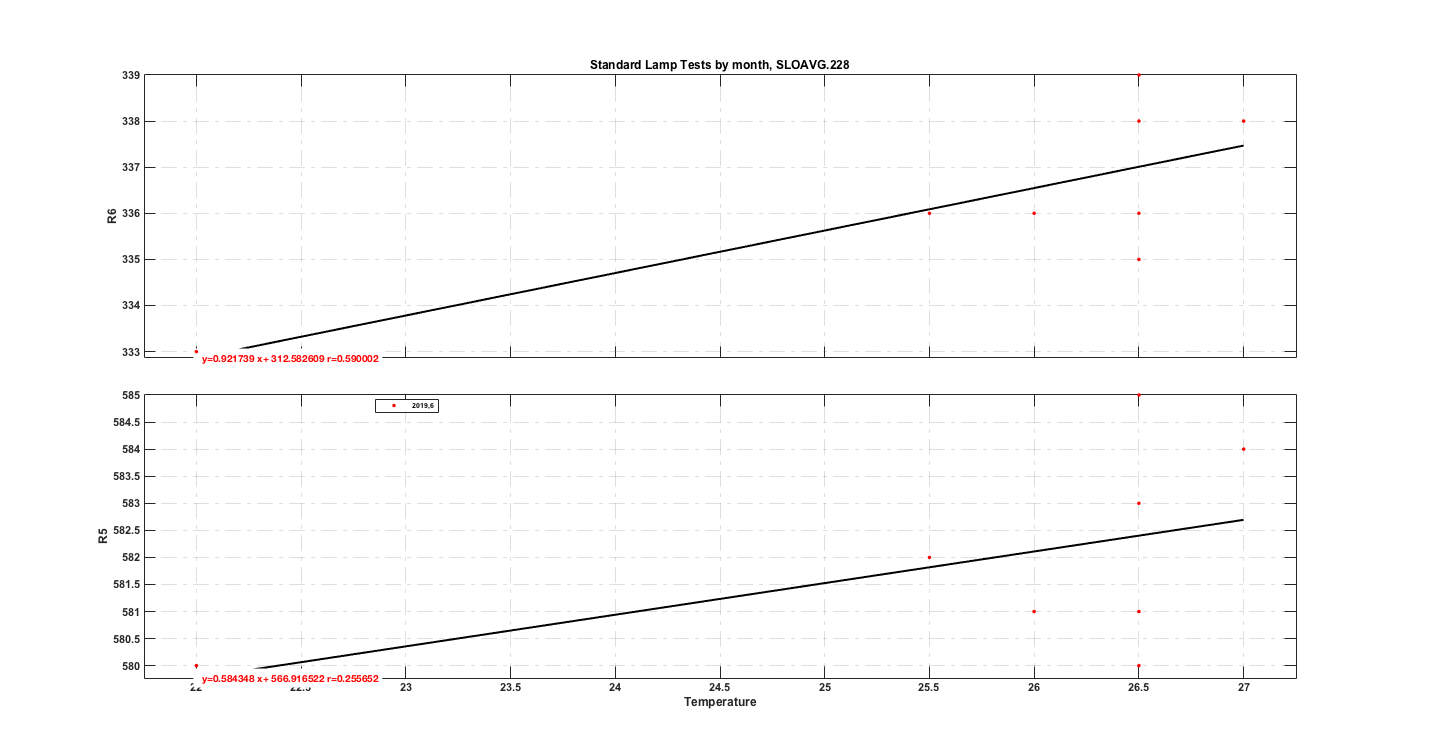 Standard Lamp Tests by month, SLOAVG.228
339
338
337
336
335
334
333
R6
y=0.921739 x+ 312.582609 r=0.590002
585
584.5
584
583.5
583
582.5
582
581.5
581
580.5
580
R5
2019,6
y=0.584348 x+ 566.916522 r=0.255652
22 22.5 23 23.5 24 24.5 25 25.5 26 26.5 27
Temperature